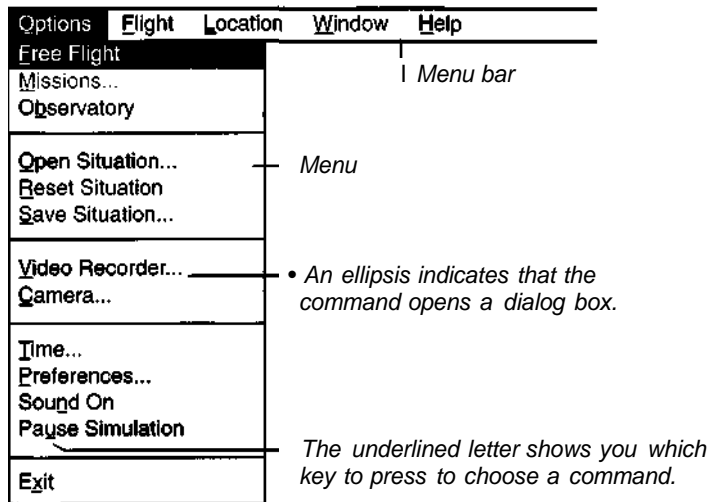 Options Flight Location Window Help
Free Flight
Missions...
Observatory
Menu bar
Open Situation...
Reset Situation
Save Situation...
Menu
Video Recorder...
Camera...
• An ellipsis indicates that the
command opens a dialog box.
Time...
Preferences...
Sound On
Pause Simulation
Exit
The underlined letter shows you which
key to press to choose a command.